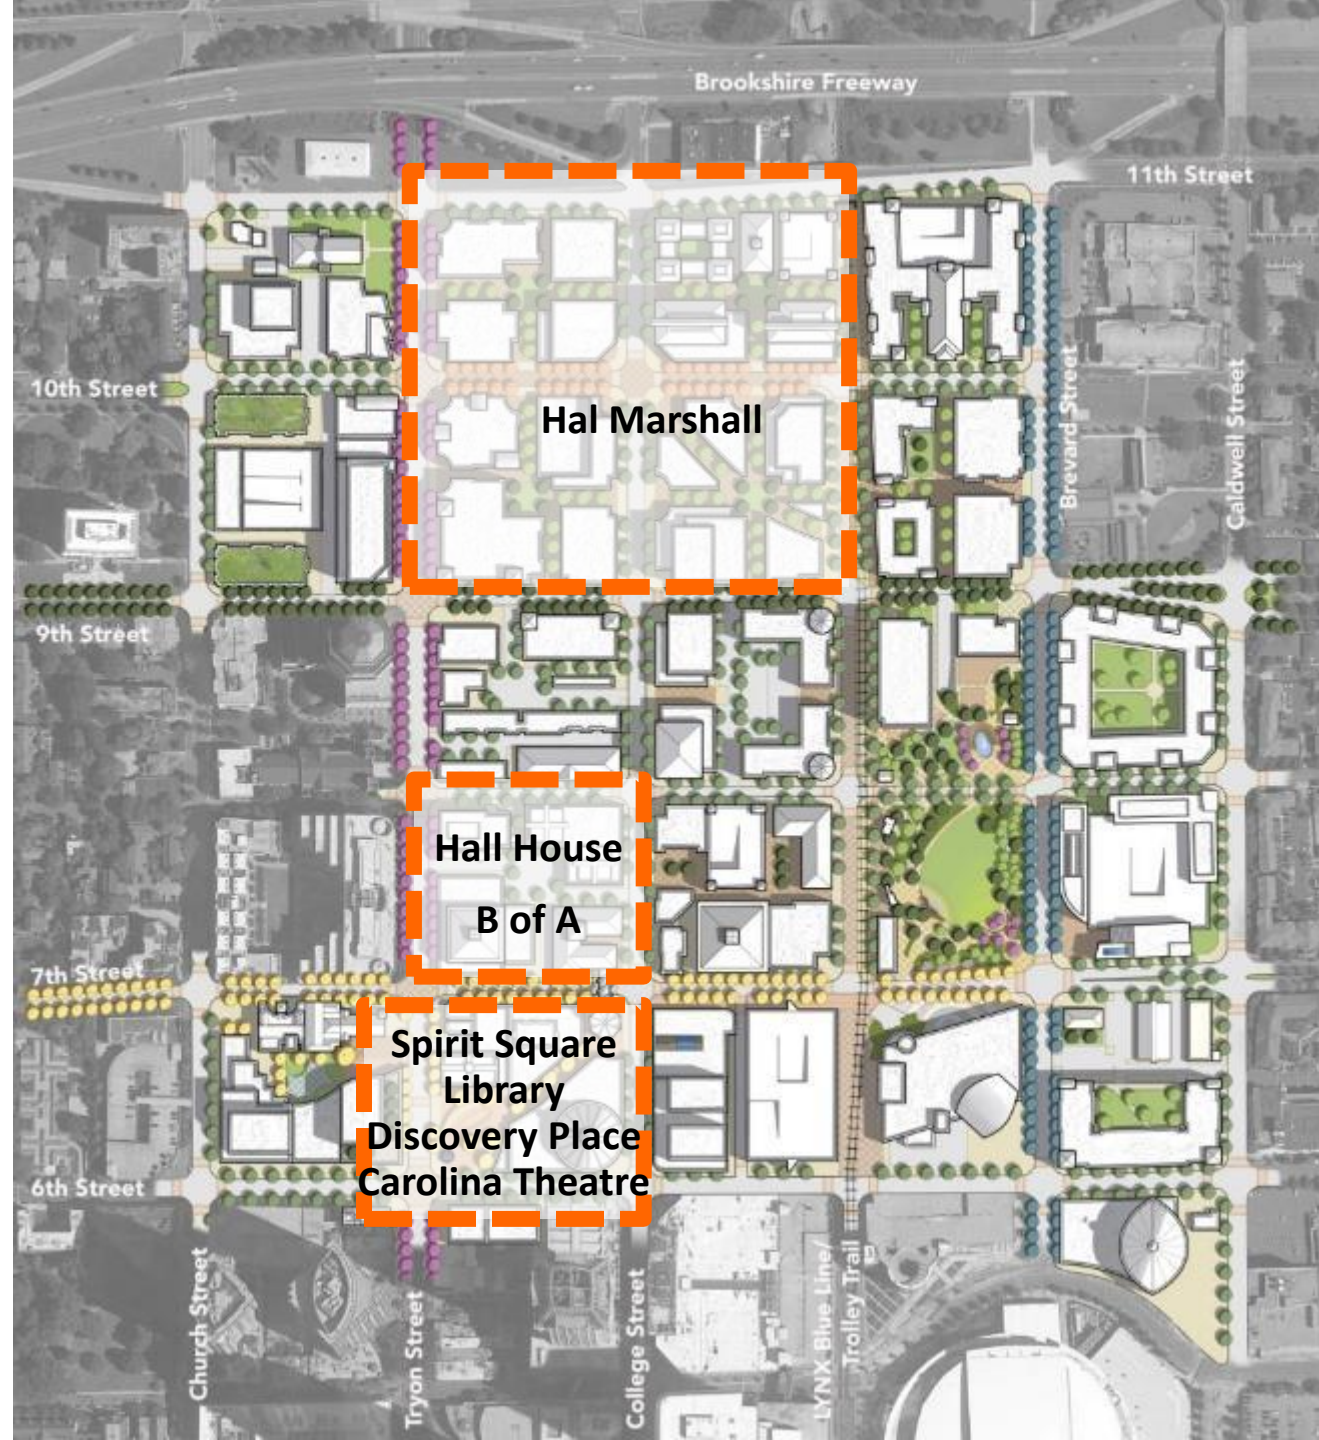 Brookshire Freeway
11th Street
10th Street
Hal Marshall
Brevard Street
Caldwell Street
9th Street
Hall House
B of A
7th Street
Spirit Square
Library
Discovery Place
Carolina Theatre
6th Street
Church Street
Tryon Street
College Street
LYNX Blue Line/
Trolley Trail